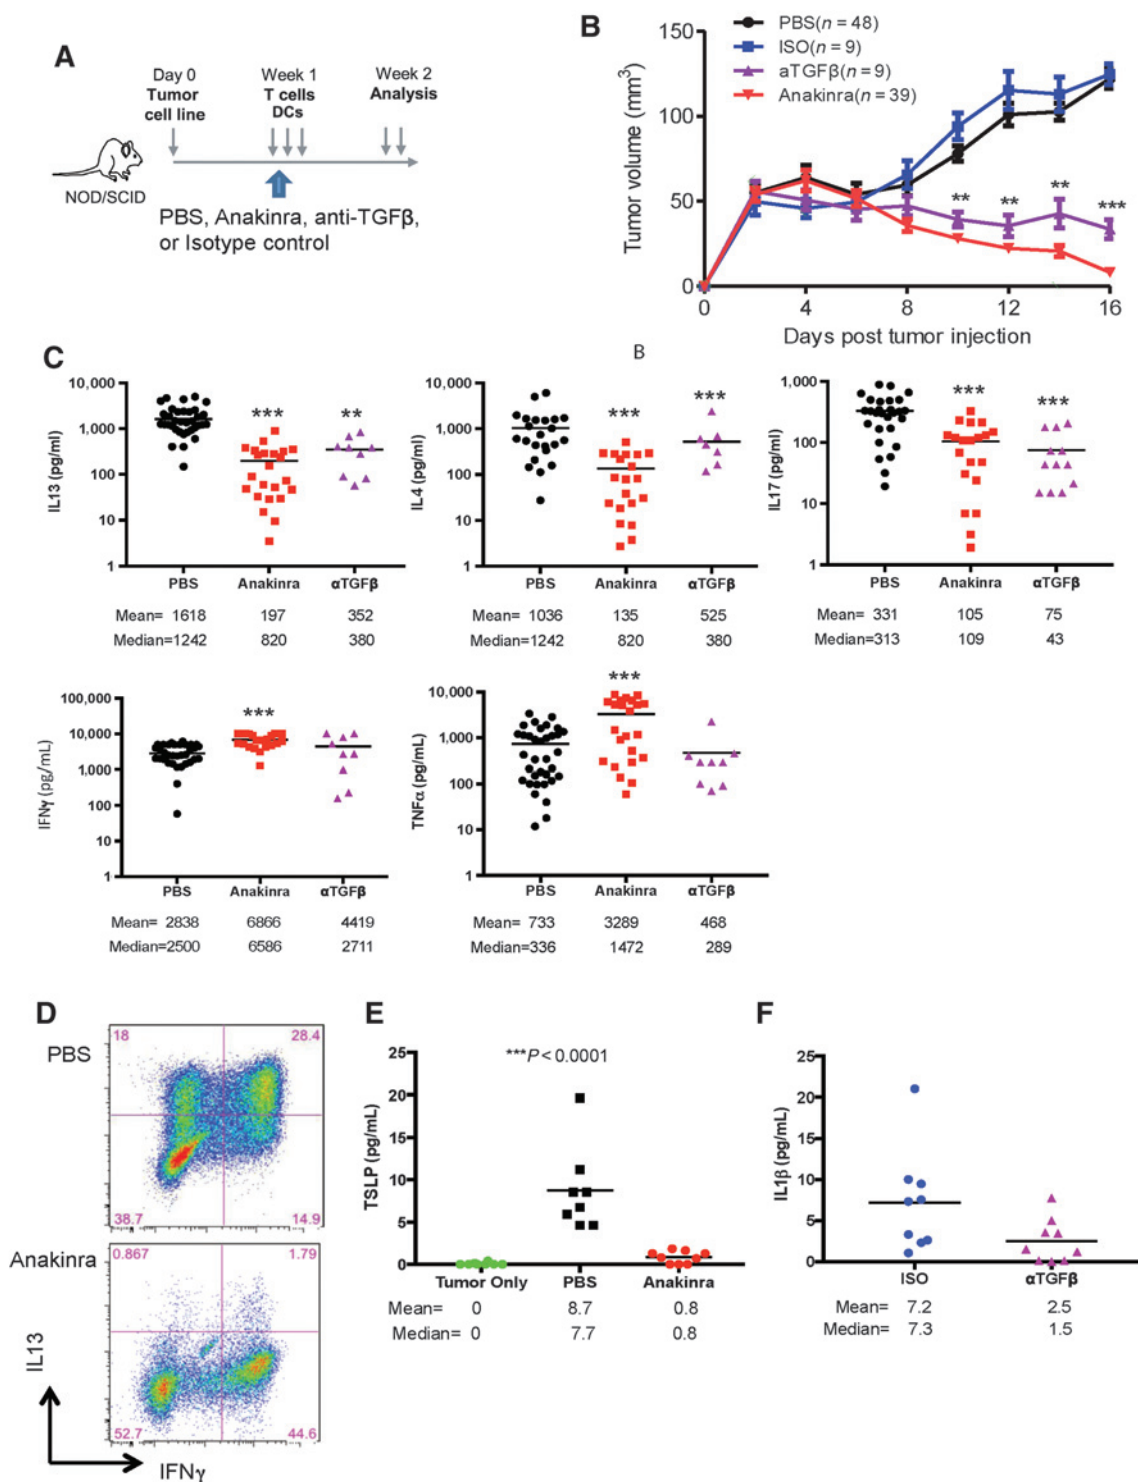 A
Day 0 Week 1 Week 2
Tumor T cells Analysis
cell line DCs
NOD/SCID
PBS, Anakinra, anti-TGFβ,
or Isotype control
B
PBS(n = 48)
ISO(n = 9)
aTGFβ(n = 9)
Anakinra(n = 39)
Tumor volume (mm³)
150
100
50
0
** ** ** ***
0 4 8 12 16
Days post tumor injection
B
C
IL13 (pg/ml)
10,000
1,000
100
10
1
*** **
PBS Anakinra αTGFβ
Mean= 1618 197 352
Median=1242 820 380
IL4 (pg/ml)
10,000
1,000
100
10
1
*** ***
PBS Anakinra αTGFβ
Mean= 1036 135 525
Median=1242 820 380
IL17 (pg/ml)
1,000
100
10
1
*** ***
PBS Anakinra αTGFβ
Mean= 331 105 75
Median=313 109 43
IFNγ (pg/mL)
100,000
10,000
1,000
100
10
1
***
PBS Anakinra αTGFβ
Mean= 2838 6866 4419
Median=2500 6586 2711
TNFα (pg/mL)
10,000
1,000
100
10
1
***
PBS Anakinra αTGFβ
Mean= 733 3289 468
Median=336 1472 289
D
PBS
18 28.4
38.7 14.9
Anakinra
0.867 1.79
52.7 44.6
IL13
IFNγ
E
***P < 0.0001
TSLP (pg/mL)
25
20
15
10
5
0
Tumor Only PBS Anakinra
Mean= 0 8.7 0.8
Median= 0 7.7 0.8
F
IL1β (pg/mL)
25
20
15
10
5
0
ISO αTGFβ
Mean= 7.2 2.5
Median= 7.3 1.5